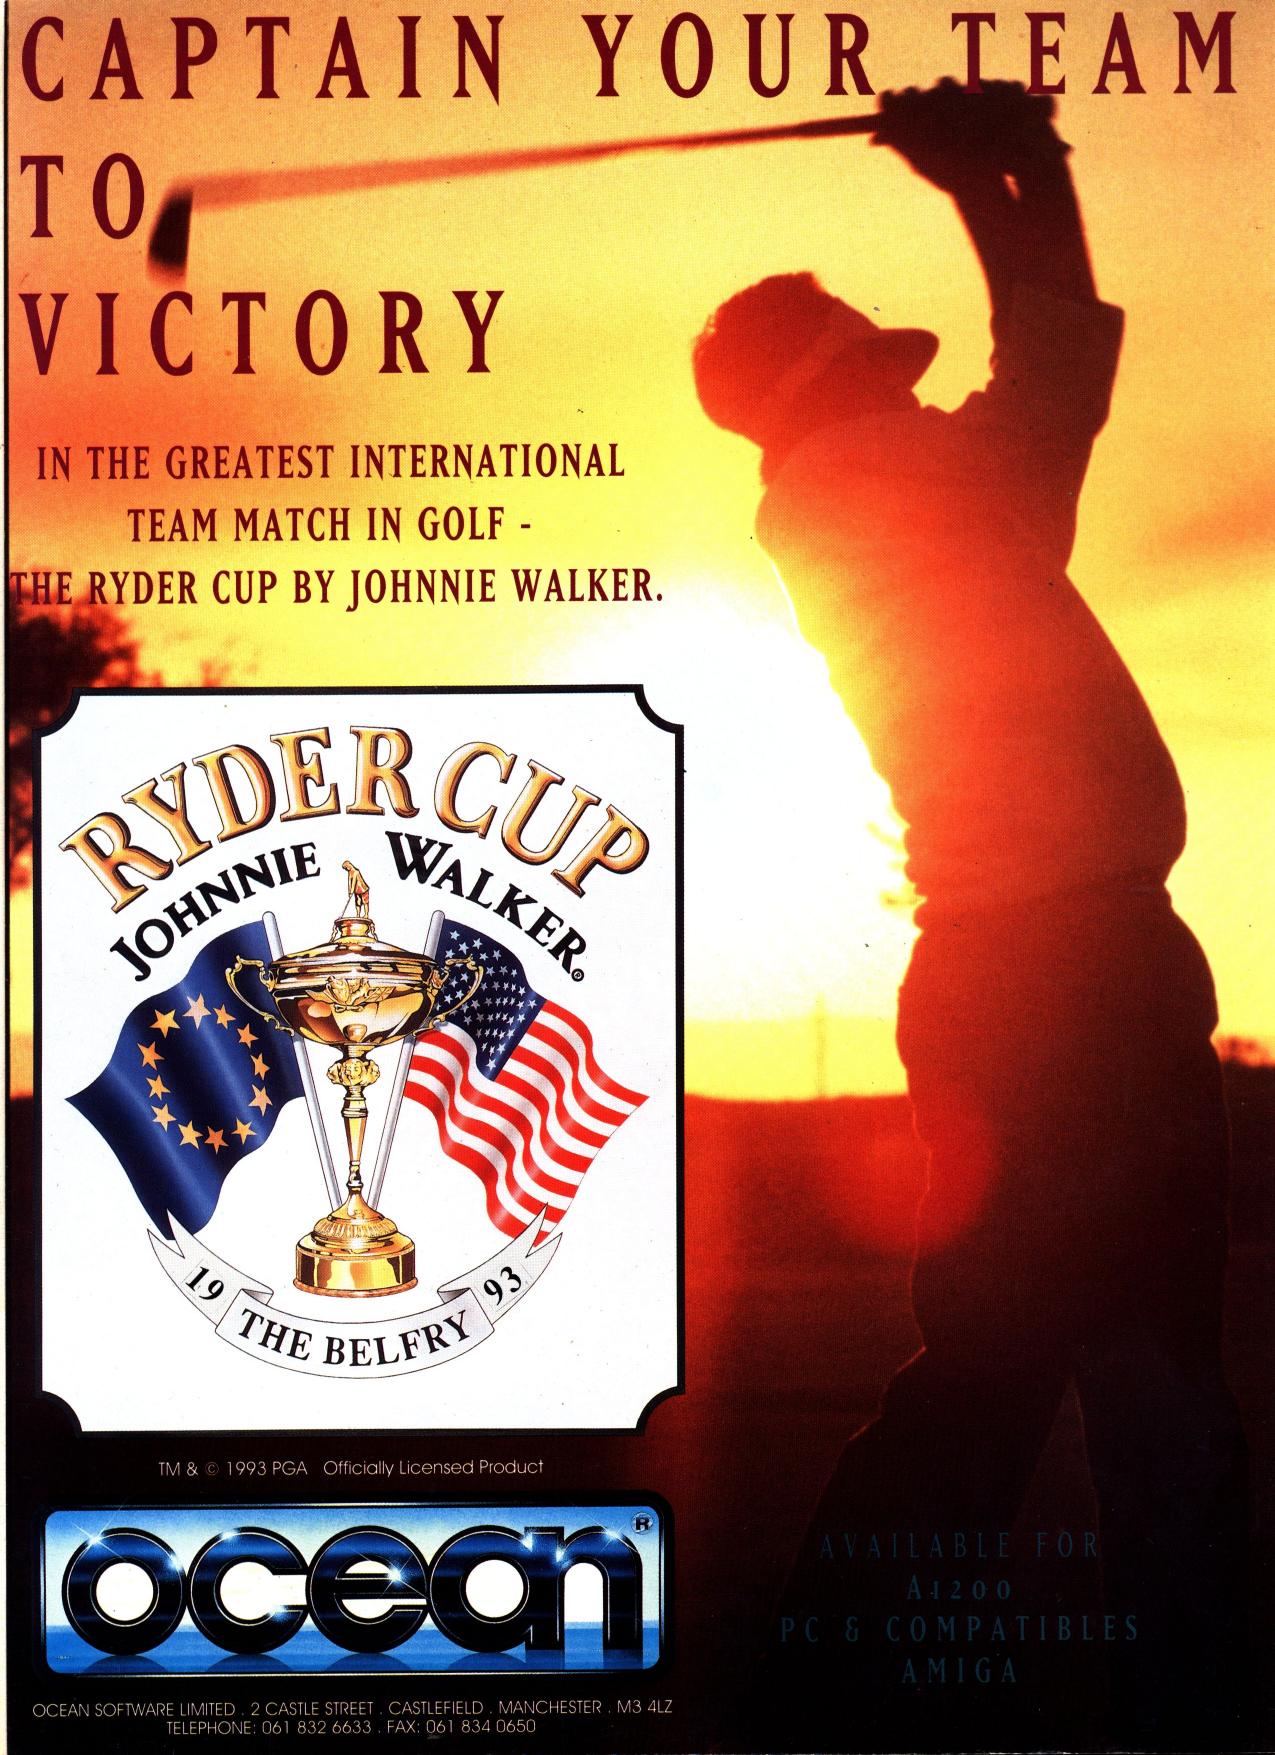 CAPTAIN YOUR TEAM
TO
VICTORY
IN THE GREATEST INTERNATIONAL
TEAM MATCH IN GOLF -
THE RYDER CUP BY JOHNNIE WALKER.
RYDER CUP
JOHNNIE WALKER®
19 93
THE BELFRY
TM & © 1993 PGA Officially Licensed Product
ocean®
OCEAN SOFTWARE LIMITED . 2 CASTLE STREET . CASTLEFIELD . MANCHESTER . M3 4LZ
TELEPHONE: 061 832 6633 . FAX: 061 834 0650
AVAILABLE FOR
A1200
PC & COMPATIBLES
AMIGA